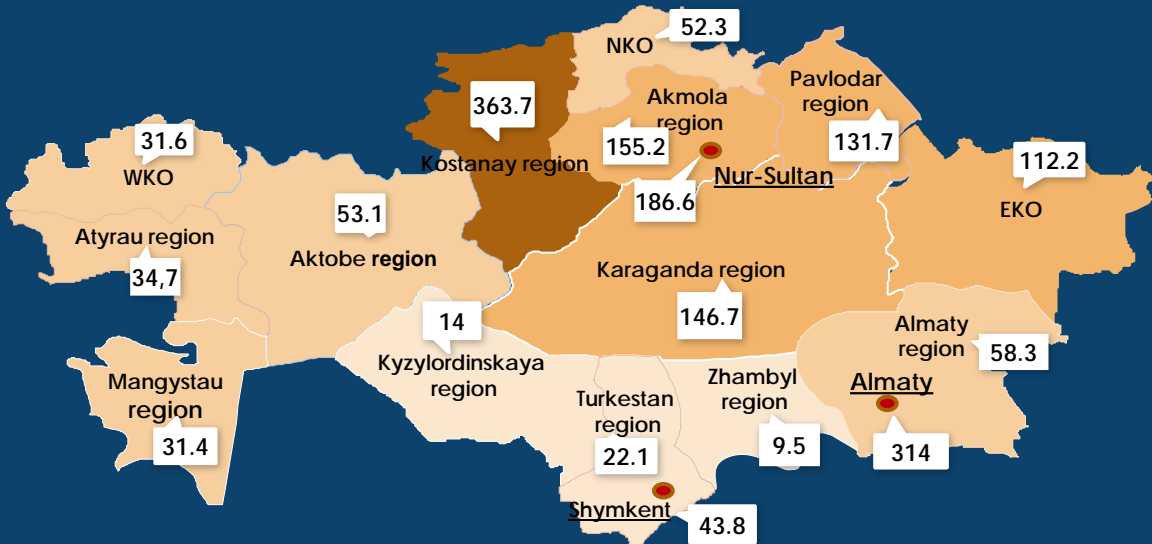 NKO
52.3
Pavlodar
region
131.7
Akmola
region
155.2
363.7
Kostanay region
Nur-Sultan
186.6
31.6
WKO
112.2
EKO
53.1
Aktobe region
Atyrau region
34,7
Karaganda region
146.7
14
Kyzylordinskaya
region
Almaty
region
58.3
Almaty
314
Mangystau
region
31.4
Turkestan
region
22.1
Zhambyl
region
9.5
Shymkent
43.8